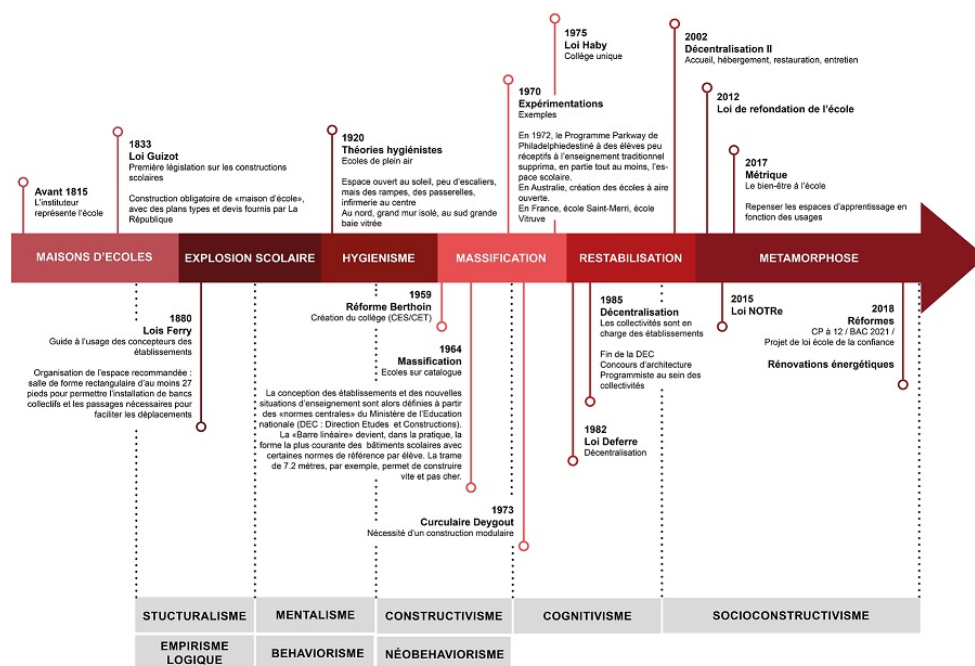 1975
Loi Haby
Collège unique
2002
Décentralisation II
Accueil, hébergement, restauration, entretien
1970
Expérimentations
Exemples
En 1972, le Programme Parkway de
Philadelphiedestiné à des élèves peu
réceptifs à l'enseignement traditionnel
supprima, en partie tout au moins, l'es-
pace scolaire.
En Australie, création des écoles à aire
ouverte.
En France, école Saint-Merri, école
Vitruve
2012
Loi de refondation de l'école
1833
Loi Guizot
Première législation sur les constructions
scolaires
Construction obligatoire de «maison d'école»,
avec des plans types et devis fournis par La
République
1920
Théories hygiénistes
Ecoles de plein air
Espace ouvert au soleil, peu d'escaliers,
mais des rampes, des passerelles,
infirmerie au centre
Au nord, grand mur isolé, au sud grande
baie vitrée
2017
Métrique
Le bien-être à l'école
Repenser les espaces d'apprentissage en
fonction des usages
Avant 1815
L'instituteur
représente l'école
MAISONS D'ECOLES
EXPLOSION SCOLAIRE
HYGIENISME
MASSIFICATION
RESTABILISATION
METAMORPHOSE
1880
Lois Ferry
Guide à l'usage des concepteurs des
établissements
Organisation de l'espace recommandée :
salle de forme rectangulaire d'au moins 27
pieds pour permettre l'installation de bancs
collectifs et les passages nécessaires pour
faciliter les déplacements
1959
Réforme Berthoin
Création du collège (CES/CET)
1964
Massification
Ecoles sur catalogue
La conception des établissements et des nouvelles
situations d'enseignement sont alors définies à partir
des «normes centrales» du Ministère de l'Education
nationale (DEC : Direction Etudes et Constructions).
La «Barre linéaire» devient, dans la pratique, la
forme la plus courante des bâtiments scolaires avec
certaines normes de référence par élève. La trame
de 7.2 mètres, par exemple, permet de construire
vite et pas cher.
1973
Curculaire Deygout
Nécessité d'un construction modulaire
1985
Décentralisation
Les collectivités sont en
charge des établissements
Fin de la DEC
Concours d'architecture
Programmiste au sein des
collectivités
1982
Loi Deferre
Décentralisation
2015
Loi NOTRe
2018
Réformes
CP à 12 / BAC 2021 /
Projet de loi école de la confiance
Rénovations énergétiques
STUCTURALISME
MENTALISME
CONSTRUCTIVISME
COGNITIVISME
SOCIOCONSTRUCTIVISME
EMPIRISME
LOGIQUE
BEHAVIORISME
NÉOBEHAVIORISME